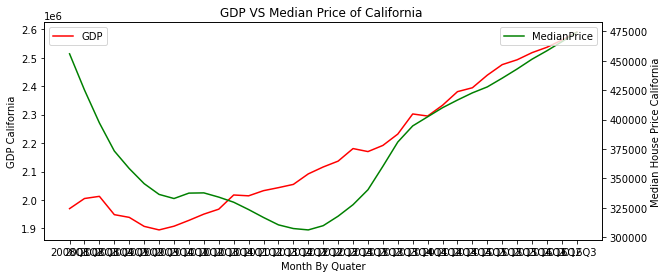 GDP VS Median Price of California
1e6
GDP
MedianPrice
2.6
2.5
2.4
2.3
2.2
2.1
2.0
1.9
GDP California
475000
450000
425000
400000
375000
350000
325000
300000
Median House Price California
Month By Quater